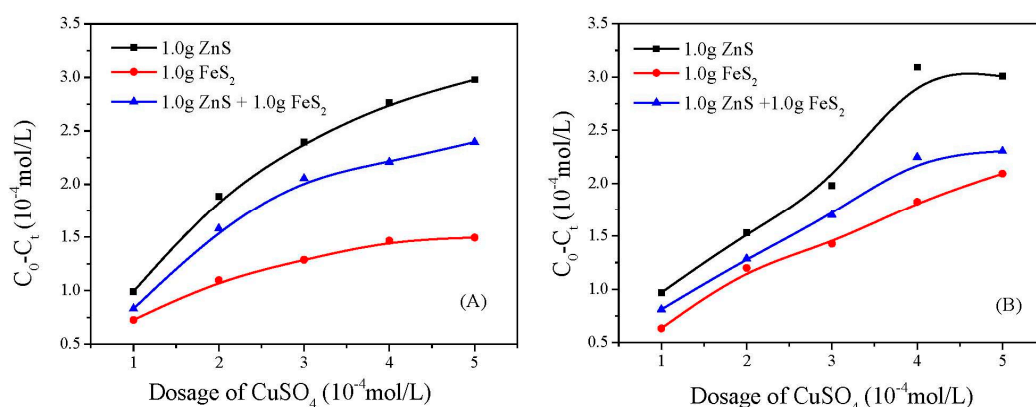 3.5
3.0
2.5
2.0
1.5
1.0
0.5
C₀-Cₜ (10⁻⁴mol/L)
1.0g ZnS
1.0g FeS₂
1.0g ZnS + 1.0g FeS₂
(A)
1 2 3 4 5
Dosage of CuSO₄ (10⁻⁴mol/L)
3.5
3.0
2.5
2.0
1.5
1.0
0.5
C₀-Cₜ (10⁻⁴mol/L)
1.0g ZnS
1.0g FeS₂
1.0g ZnS +1.0g FeS₂
(B)
1 2 3 4 5
Dosage of CuSO₄ (10⁻⁴mol/L)